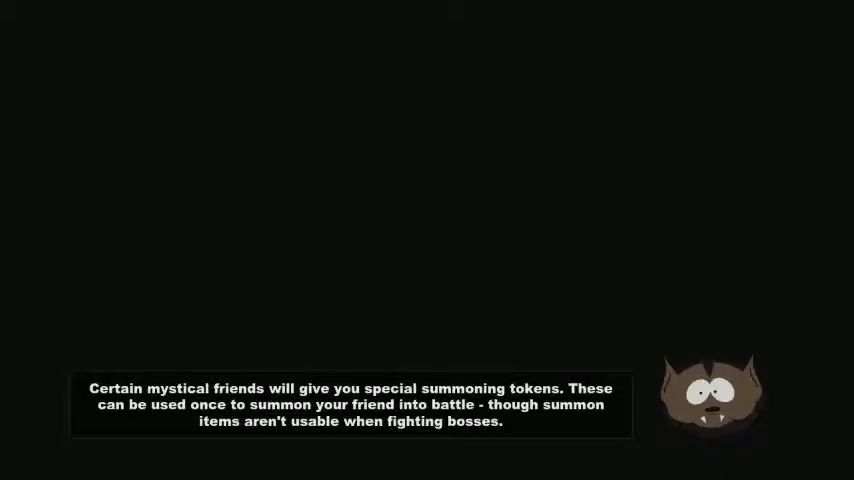 Certain mystical friends will give you special summoning tokens. These
can be used once to summon your friend into battle - though summon
items aren't usable when fighting bosses.